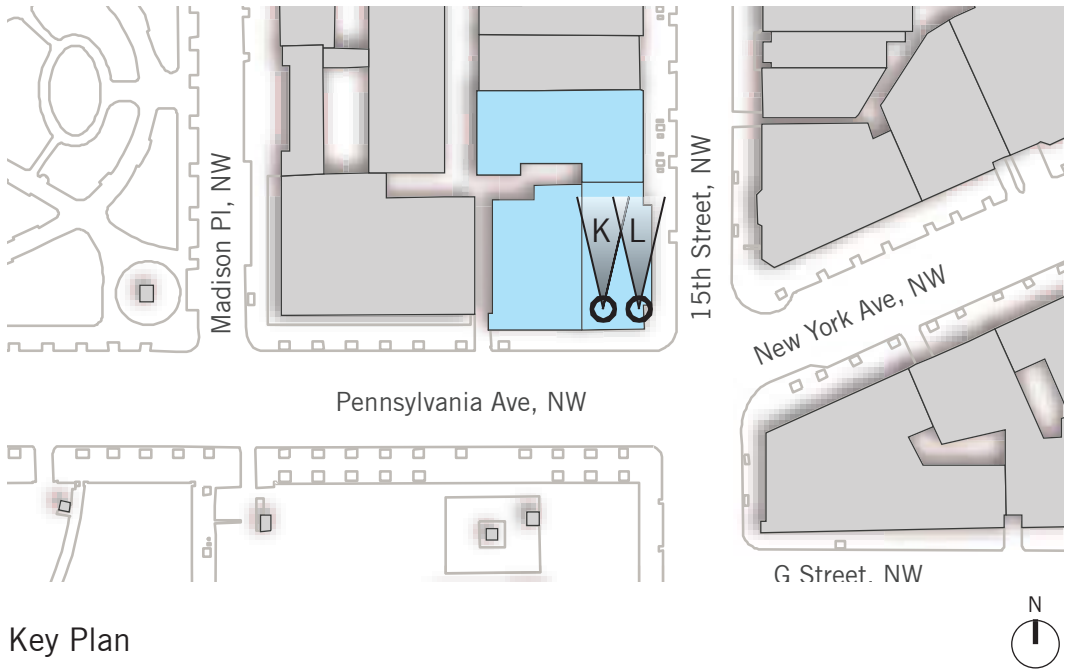 Madison Pl, NW
K
L
15th Street, NW
New York Ave, NW
Pennsylvania Ave, NW
G Street, NW
N
Key Plan